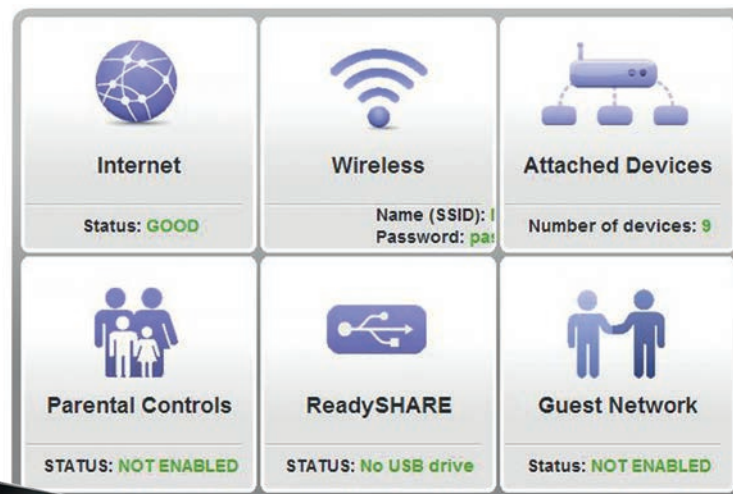 Internet
Status: GOOD
Wireless
Name (SSID):
Password:
Attached Devices
Number of devices: 9
Parental Controls
STATUS: NOT ENABLED
ReadySHARE
STATUS: No USB drive
Guest Network
Status: NOT ENABLED